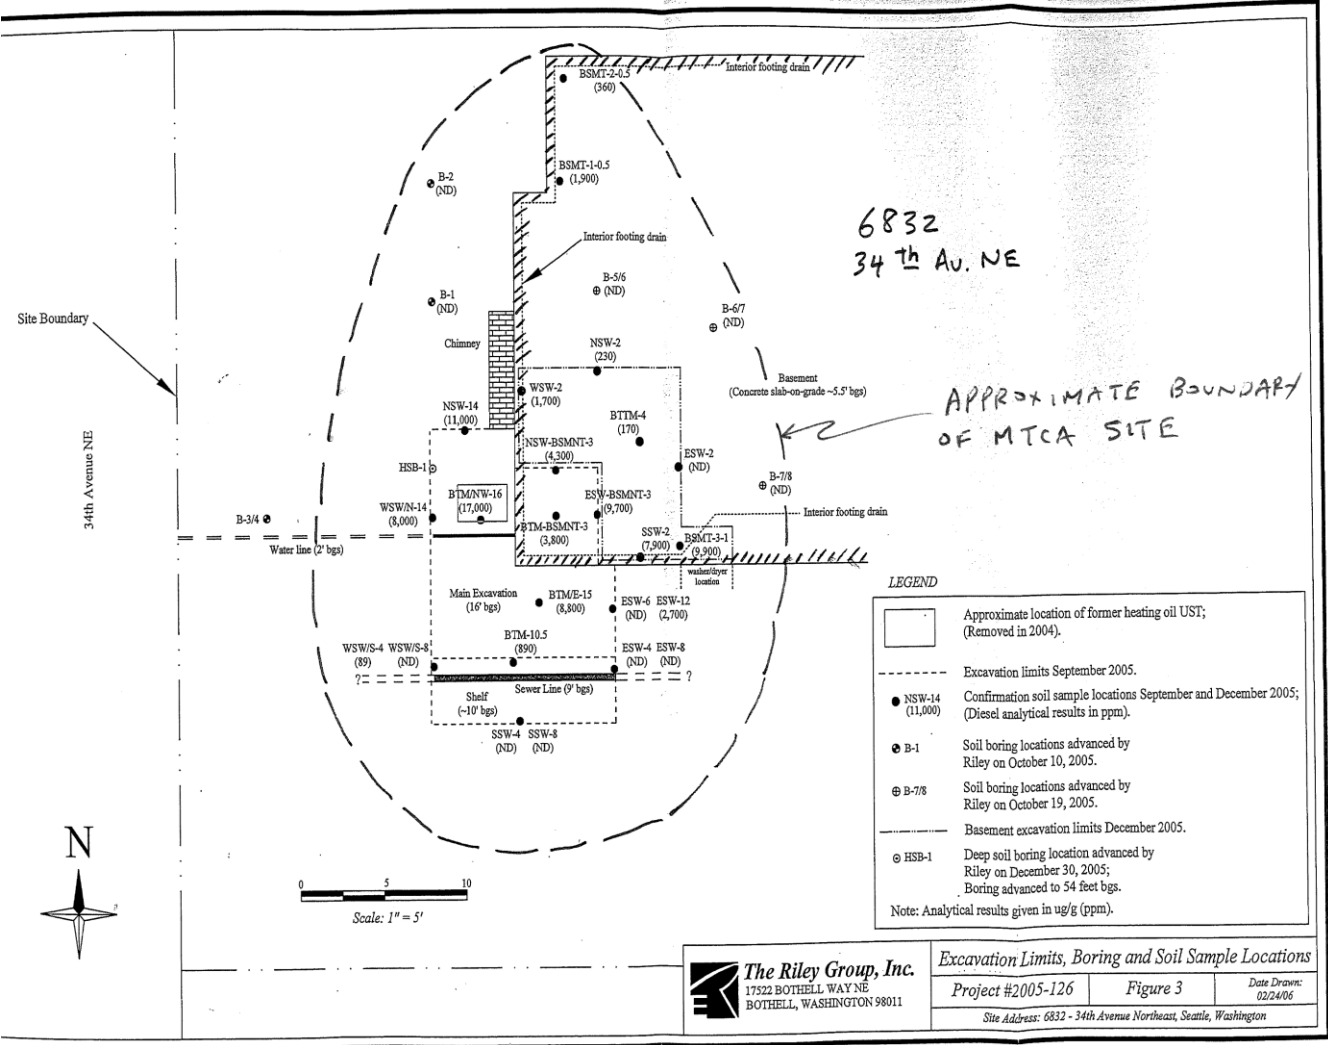 Interior footing drain
BSMT-2-0.5
(360)
BSMT-1-0.5
(1,900)
B-2
(ND)
6832
34th Av. NE
Interior footing drain
B-5/6
(ND)
B-1
(ND)
B-6/7
(ND)
Site Boundary
Chimney
NSW-2
(230)
Basement
(Concrete slab-on-grade ~5.5' bgs)
WSW-2
(1,700)
APPROXIMATE BOUNDARY
OF MTCA SITE
NSW-14
(11,000)
BTTM-4
(170)
NSW-BSMNT-3
(4,300)
ESW-2
(ND)
HSB-1
B-7/8
(ND)
34th Avenue NE
BTM/NW-16
(17,000)
ESW-BSMNT-3
(9,700)
WSW/N-14
(8,000)
B-3/4
Interior footing drain
BTM-BSMNT-3
(3,800)
SSW-2
(7,900)
BSMT-3-1
(9,900)
Water line (2' bgs)
washer/dryer
location
Main Excavation
(16' bgs)
BTM/E-15
(8,800)
ESW-6 ESW-12
(ND) (2,700)
BTM-10.5
(890)
WSW/S-4 WSW/S-8
(89) (ND)
ESW-4 ESW-8
(ND) (ND)
? ?
Sewer Line (9' bgs)
Shelf
(~10' bgs)
SSW-4 SSW-8
(ND) (ND)
LEGEND
Approximate location of former heating oil UST;
(Removed in 2004).
Excavation limits September 2005.
NSW-14
(11,000)
Confirmation soil sample locations September and December 2005;
(Diesel analytical results in ppm).
B-1
Soil boring locations advanced by
Riley on October 10, 2005.
B-7/8
Soil boring locations advanced by
Riley on October 19, 2005.
Basement excavation limits December 2005.
HSB-1
Deep soil boring location advanced by
Riley on December 30, 2005;
Boring advanced to 54 feet bgs.
Note: Analytical results given in ug/g (ppm).
N
0 5 10
Scale: 1" = 5'
The Riley Group, Inc.
17522 BOTHELL WAY NE
BOTHELL, WASHINGTON 98011
Excavation Limits, Boring and Soil Sample Locations
Project #2005-126
Figure 3
Date Drawn:
02/24/06
Site Address: 6832 - 34th Avenue Northeast, Seattle, Washington